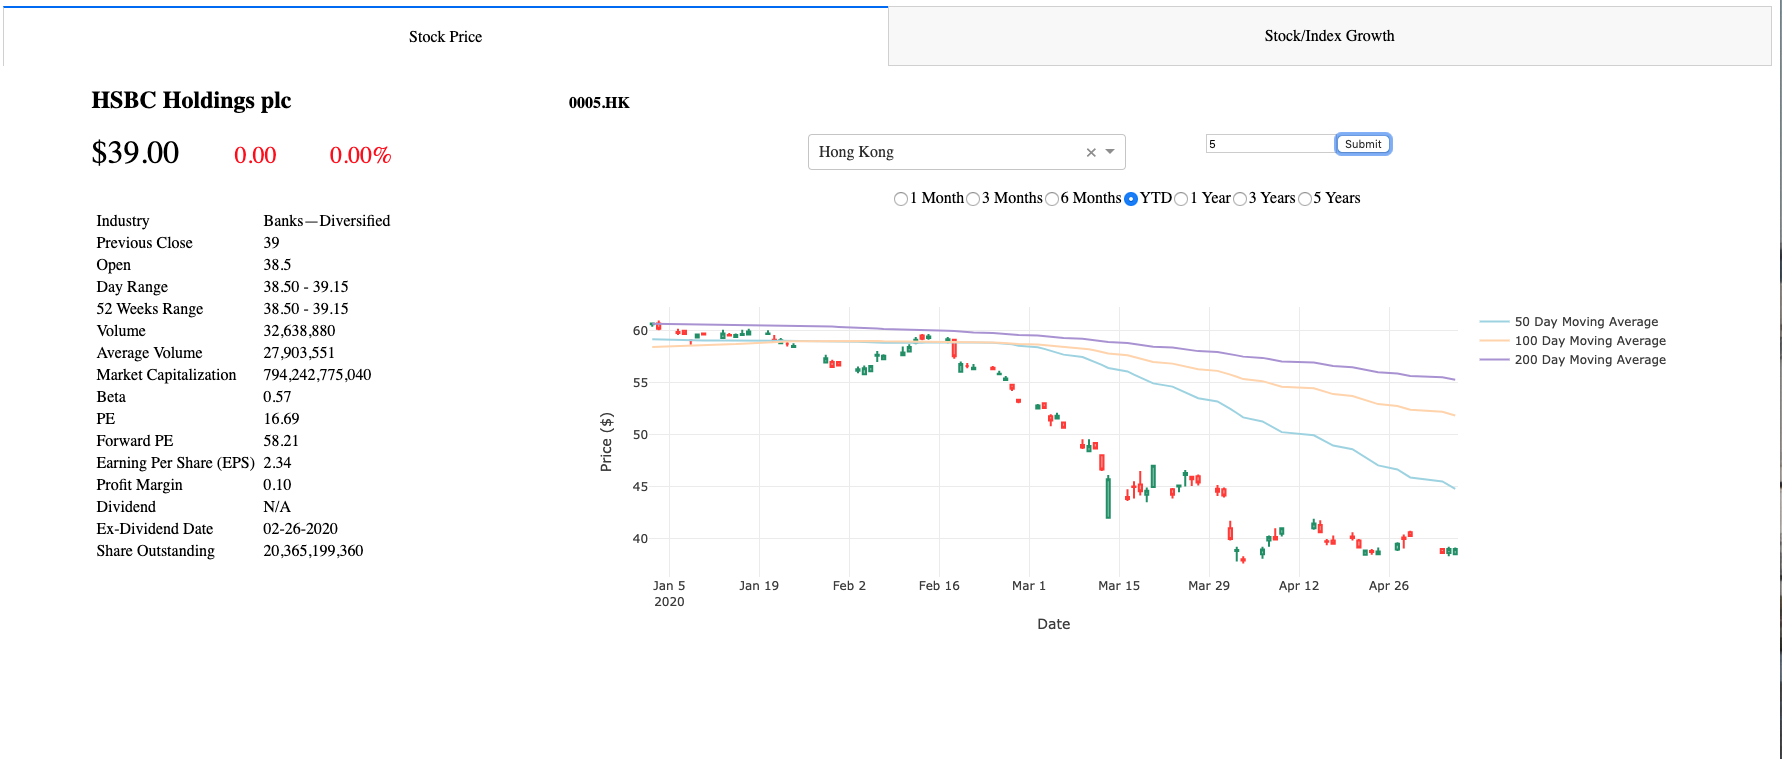 Stock Price
Stock/Index Growth
HSBC Holdings plc
0005.HK
$39.00 0.00 0.00%
Hong Kong
5
Submit
1 Month 3 Months 6 Months YTD 1 Year 3 Years 5 Years
Industry Banks—Diversified
Previous Close 39
Open 38.5
Day Range 38.50 - 39.15
52 Weeks Range 38.50 - 39.15
Volume 32,638,880
Average Volume 27,903,551
Market Capitalization 794,242,775,040
Beta 0.57
PE 16.69
Forward PE 58.21
Earning Per Share (EPS) 2.34
Profit Margin 0.10
Dividend N/A
Ex-Dividend Date 02-26-2020
Share Outstanding 20,365,199,360
Price ($)
60
55
50
45
40
Jan 5 Jan 19 Feb 2 Feb 16 Mar 1 Mar 15 Mar 29 Apr 12 Apr 26
2020
Date
50 Day Moving Average
100 Day Moving Average
200 Day Moving Average